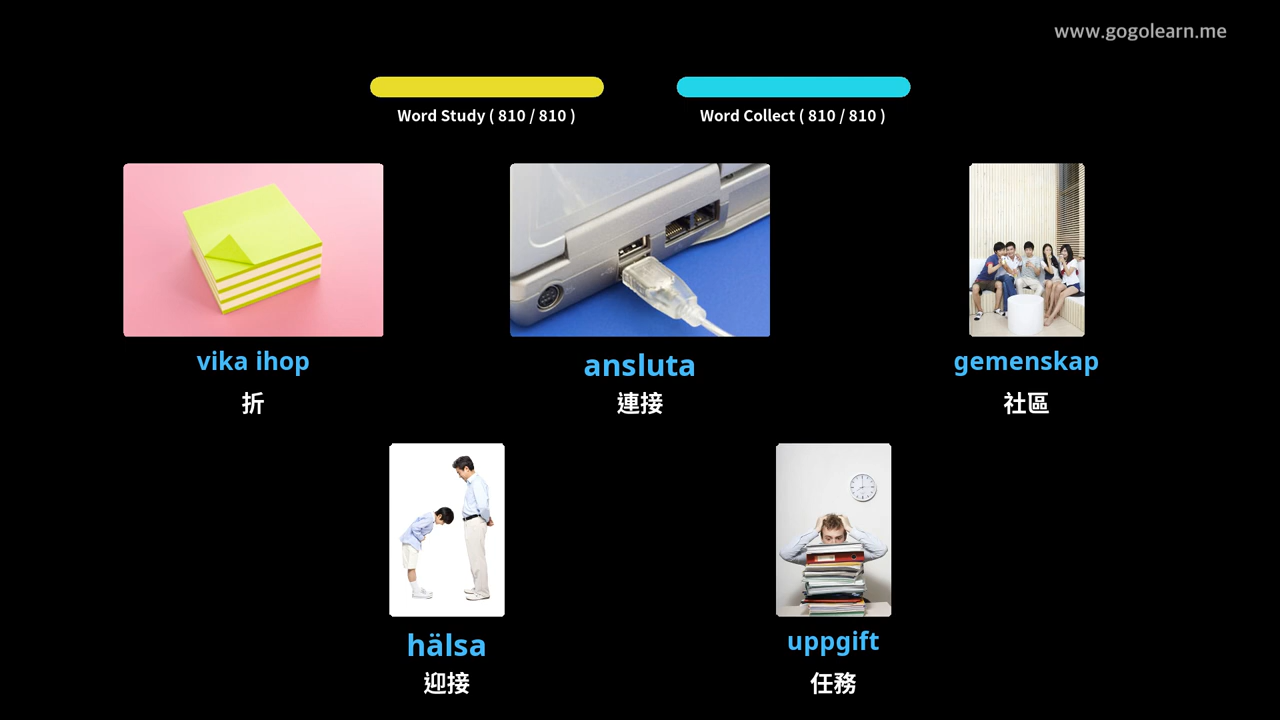 www.gogolearn.me
Word Study ( 810 / 810 )
Word Collect ( 810 / 810 )
vika ihop
折
ansluta
連接
gemenskap
社區
hälsa
迎接
uppgift
任務